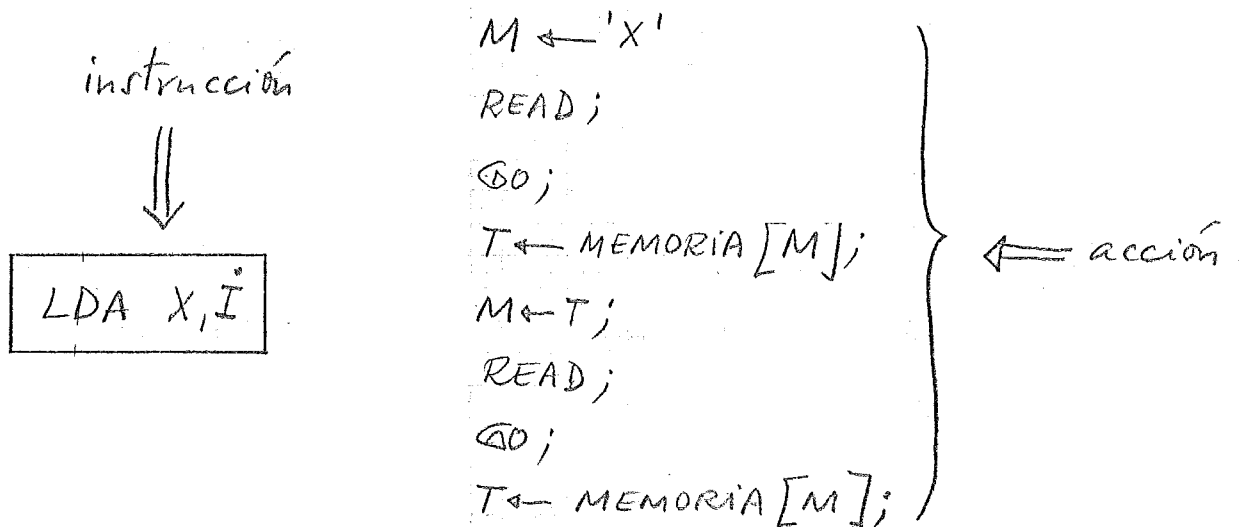 instrucción
LDA X,I
M ← 'X'
READ;
GO;
T ← MEMORIA [M];
M ← T;
READ;
GO;
T ← MEMORIA [M];
acción